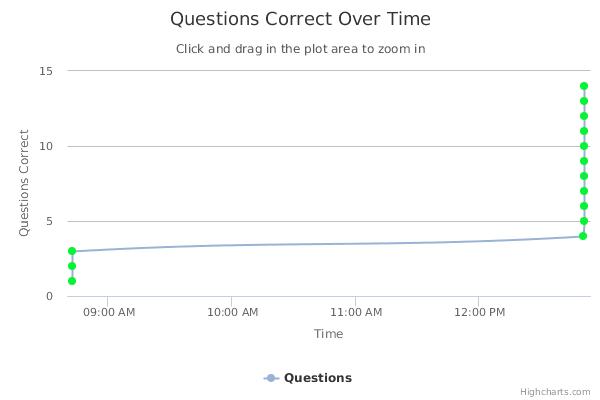 Questions Correct Over Time
Click and drag in the plot area to zoom in
Questions Correct
15
10
5
0
09:00 AM 10:00 AM 11:00 AM 12:00 PM
Time
Questions
Highcharts.com